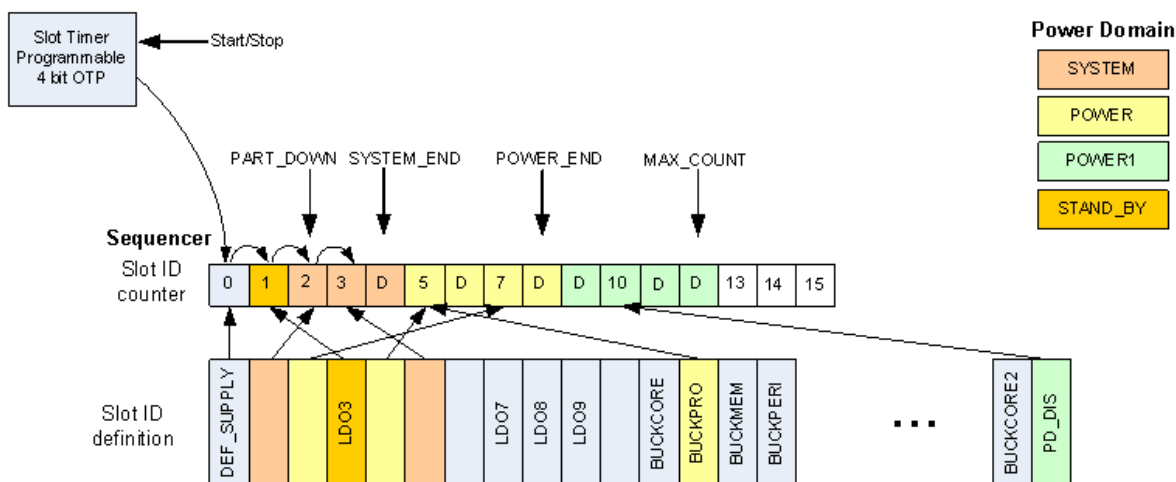 Slot Timer
Programmable
4 bit OTP
Start/Stop
Power Domain
SYSTEM
POWER
POWER1
STAND_BY
PART_DOWN SYSTEM_END POWER_END MAX_COUNT
Sequencer
Slot ID
counter
0 1 2 3 D 5 D 7 D D 10 D D 13 14 15
Slot ID
definition
DEF_SUPPLY
LDO3
LDO7
LDO8
LDO9
BUCKCORE
BUCKPRO
BUCKMEM
BUCKPERI
...
BUCKCORE2
PD_DIS